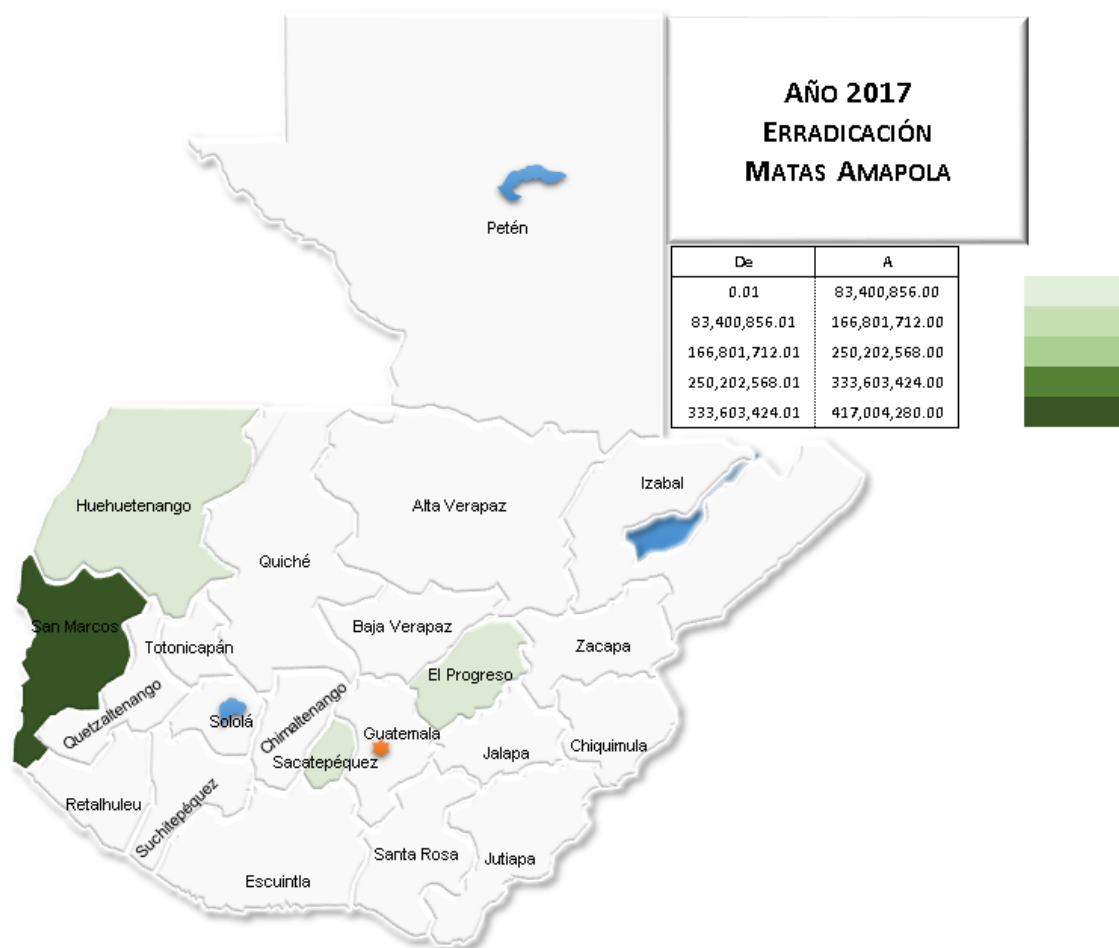 AÑO 2017
ERRADICACIÓN
MATAS AMAPOLA
Petén
De A
0.01 83,400,856.00
83,400,856.01 166,801,712.00
166,801,712.01 250,202,568.00
250,202,568.01 333,603,424.00
333,603,424.01 417,004,280.00
Izabal
Huehuetenango
Alta Verapaz
Quiché
San Marcos
Baja Verapaz
Totonicapán
Zacapa
El Progreso
Quetzaltenango
Sololá
Chimaltenango
Guatemala
Chiquimula
Jalapa
Sacatepéquez
Retalhuleu
Suchitepéquez
Santa Rosa
Jutiapa
Escuintla